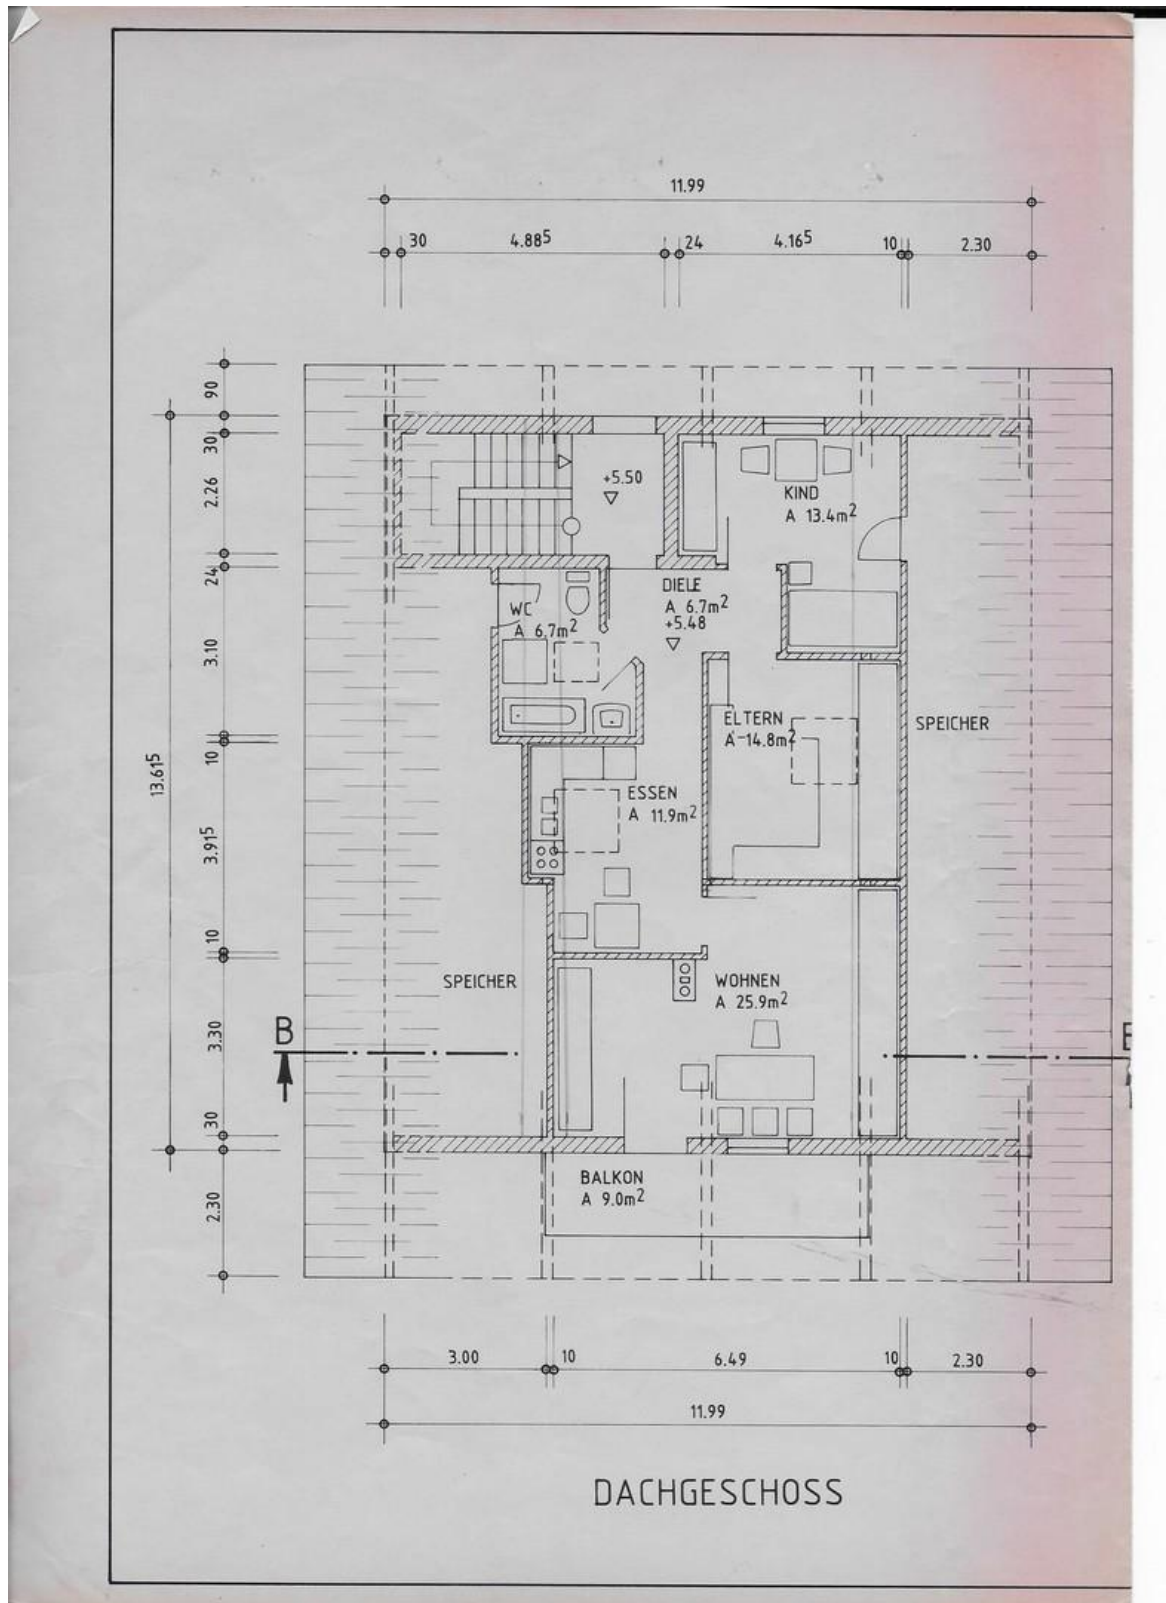 11.99
30 4.885 24 4.165 10 2.30
90
30
2.26
24
3.10
10
3.915
10
3.30
30
2.30
13.615
+5.50
KIND
A 13.4m²
DIELE
A 6.7m²
+5.48
WC
A 6.7m²
ELTERN
A 14.8m²
SPEICHER
ESSEN
A 11.9m²
SPEICHER
WOHNEN
A 25.9m²
B
BALKON
A 9.0m²
3.00 10 6.49 10 2.30
11.99
DACHGESCHOSS